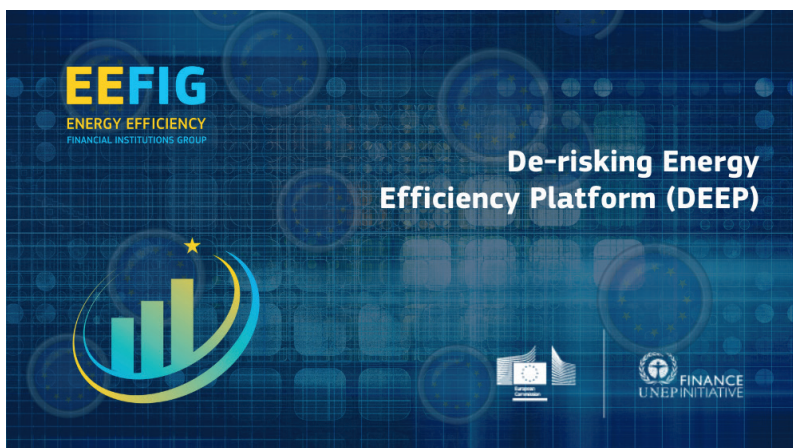 EEFIG
ENERGY EFFICIENCY
FINANCIAL INSTITUTIONS GROUP
De-risking Energy
Efficiency Platform (DEEP)
European
Commission
FINANCE
UNEP INITIATIVE